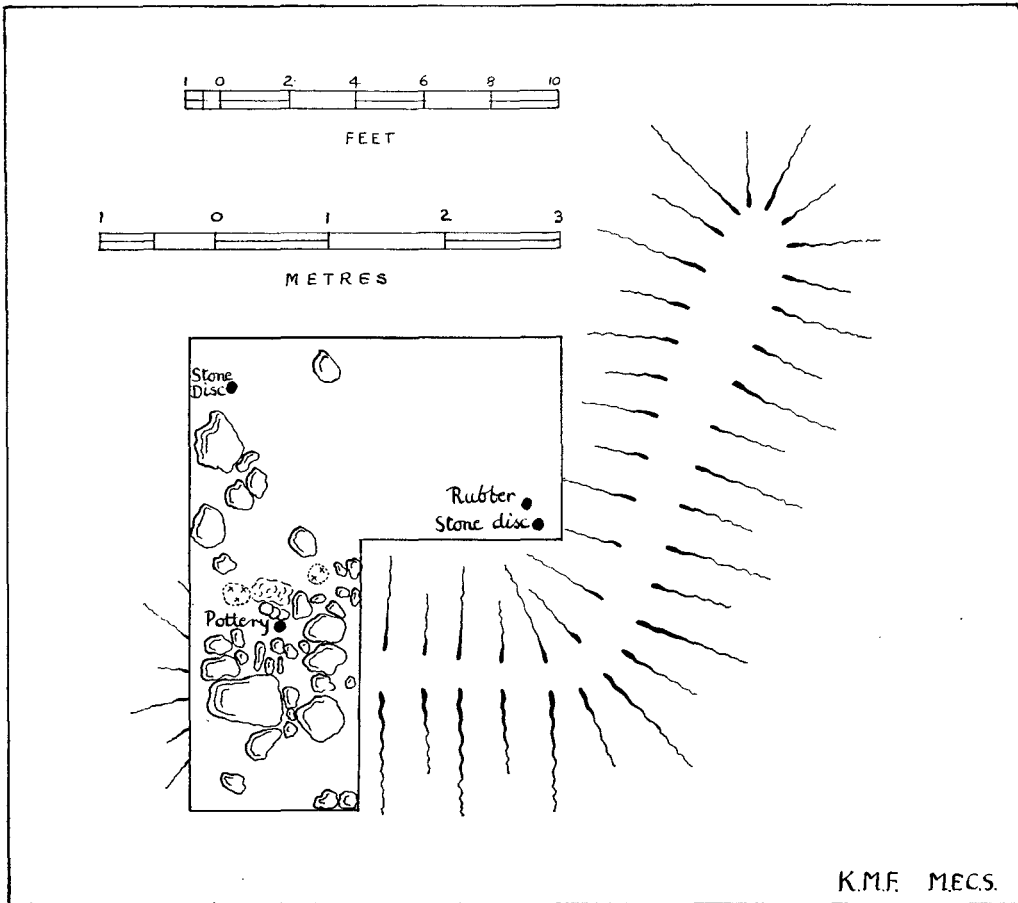 1 0 2 4 6 8 10
FEET
1 0 1 2 3
METRES
Stone
Disc
Rubber
Stone disc
Pottery
K.M.F. M.E.C.S.